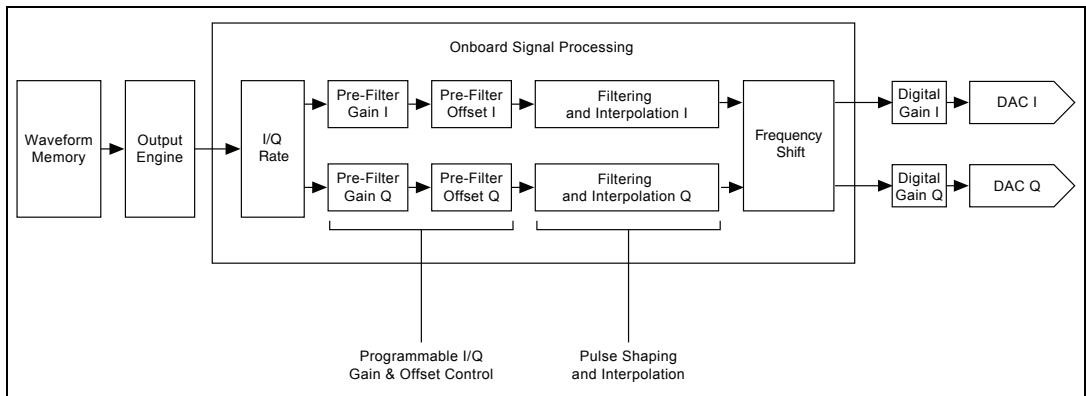 Onboard Signal Processing
Waveform
Memory
Output
Engine
I/Q
Rate
Pre-Filter
Gain I
Pre-Filter
Offset I
Filtering
and Interpolation I
Pre-Filter
Gain Q
Pre-Filter
Offset Q
Filtering
and Interpolation Q
Frequency
Shift
Digital
Gain I
DAC I
Digital
Gain Q
DAC Q
Programmable I/Q
Gain & Offset Control
Pulse Shaping
and Interpolation